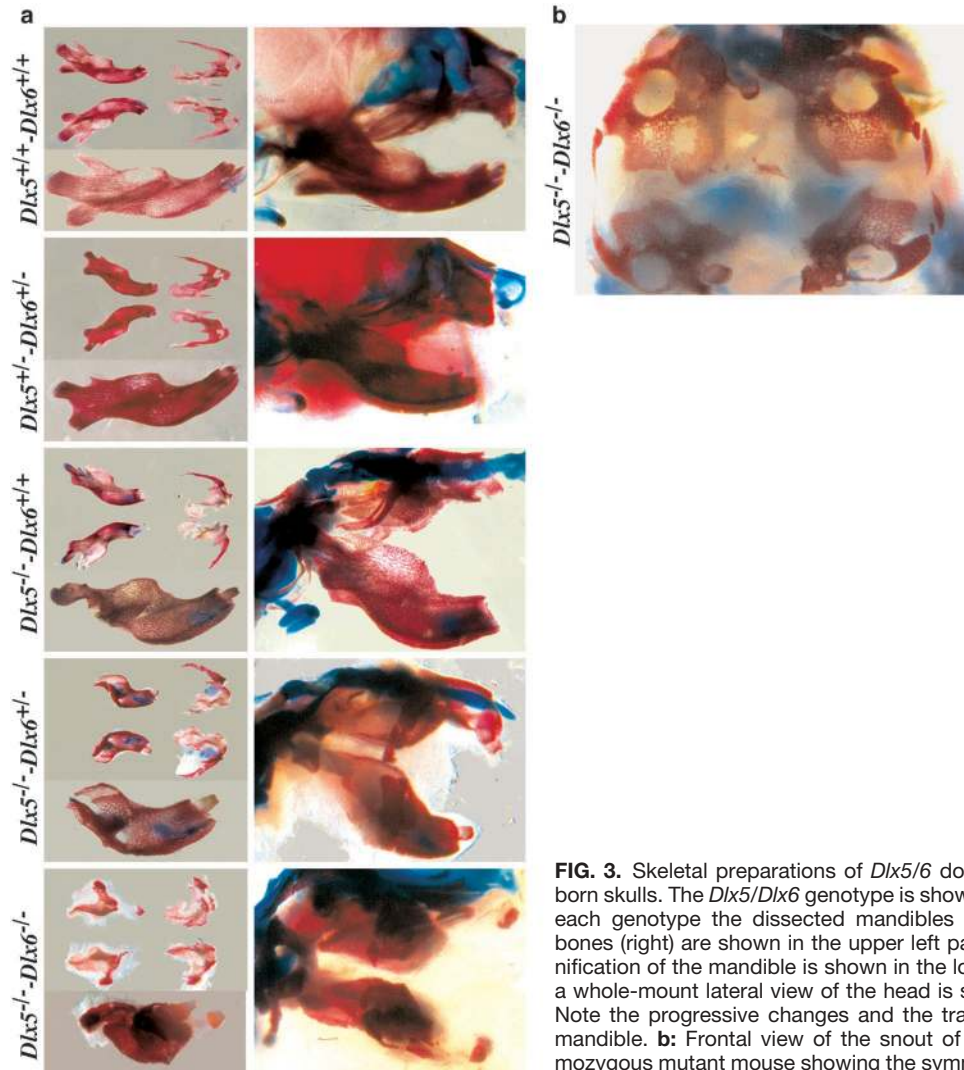 a
b
Dlx5+/+-Dlx6+/+
Dlx5-/--Dlx6-/-
Dlx5+/--Dlx6+/-
Dlx5-/--Dlx6+/+
Dlx5-/--Dlx6+/-
Dlx5-/--Dlx6-/-
FIG. 3. Skeletal preparations of Dlx5/6 do
born skulls. The Dlx5/Dlx6 genotype is show
each genotype the dissected mandibles
bones (right) are shown in the upper left pa
nification of the mandible is shown in the lo
a whole-mount lateral view of the head is s
Note the progressive changes and the tra
mandible. b: Frontal view of the snout of
mozygous mutant mouse showing the symm